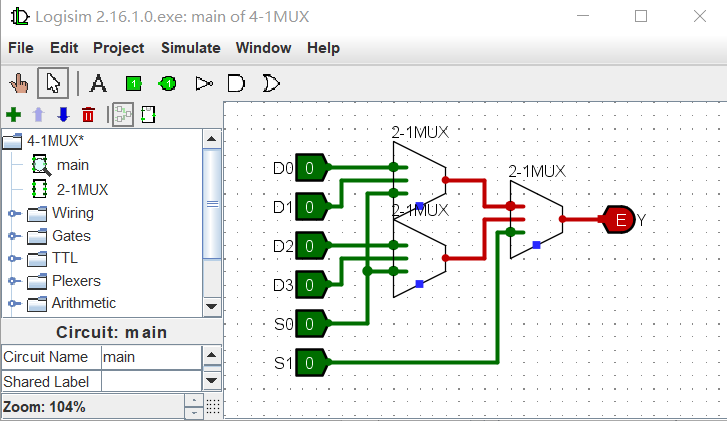 Logisim 2.16.1.0.exe: main of 4-1MUX
File Edit Project Simulate Window Help
A 1 1
4-1MUX*
main
2-1MUX
Wiring
Gates
TTL
Plexers
Arithmetic
Circuit: main
Circuit Name main
Shared Label
Zoom: 104%
2-1MUX
D0 0
2-1MUX
D1 0
2-1MUX
E Y
D2 0
D3 0
S0 0
S1 0